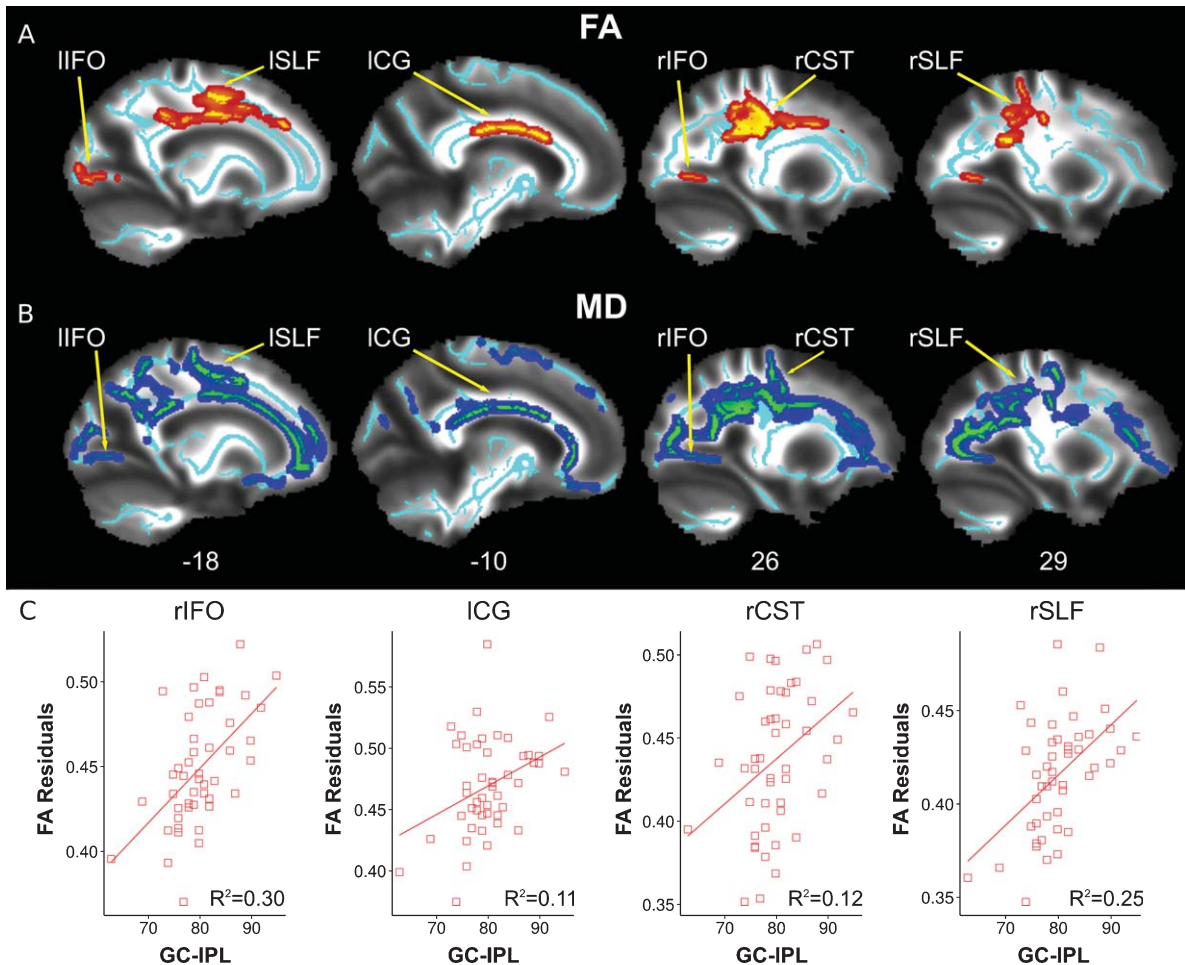 A
FA
lIFO
lSLF
lCG
rIFO
rCST
rSLF
B
MD
lIFO
lSLF
lCG
rIFO
rCST
rSLF
-18
-10
26
29
C
rIFO
lCG
rCST
rSLF
FA Residuals
0.50
0.45
0.40
R²=0.30
70
80
90
GC-IPL
FA Residuals
0.55
0.50
0.45
0.40
R²=0.11
70
80
90
GC-IPL
FA Residuals
0.50
0.45
0.40
0.35
R²=0.12
70
80
90
GC-IPL
FA Residuals
0.45
0.40
0.35
R²=0.25
70
80
90
GC-IPL